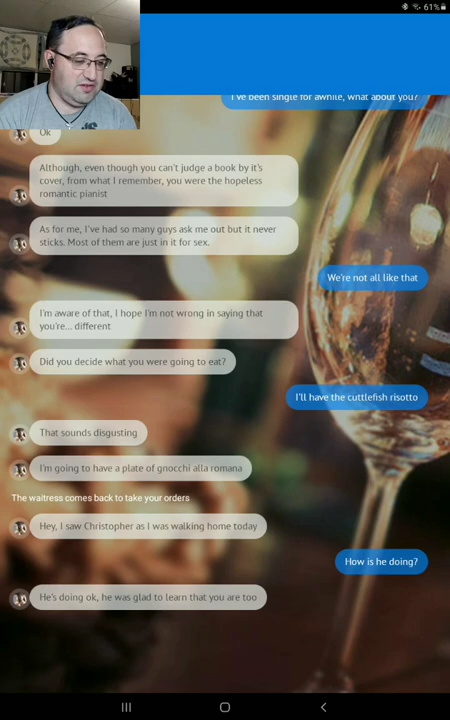 61%
I've been single for awhile, what about you?
Ok
Although, even though you can't judge a book by it's
cover, from what I remember, you were the hopeless
romantic pianist
As for me, I've had so many guys ask me out but it never
sticks. Most of them are just in it for sex.
We're not all like that
I'm aware of that, I hope I'm not wrong in saying that
you're... different
Did you decide what you were going to eat?
I'll have the cuttlefish risotto
That sounds disgusting
I'm going to have a plate of gnocchi alla romana
The waitress comes back to take your orders
Hey, I saw Christopher as I was walking home today
How is he doing?
He's doing ok, he was glad to learn that you are too